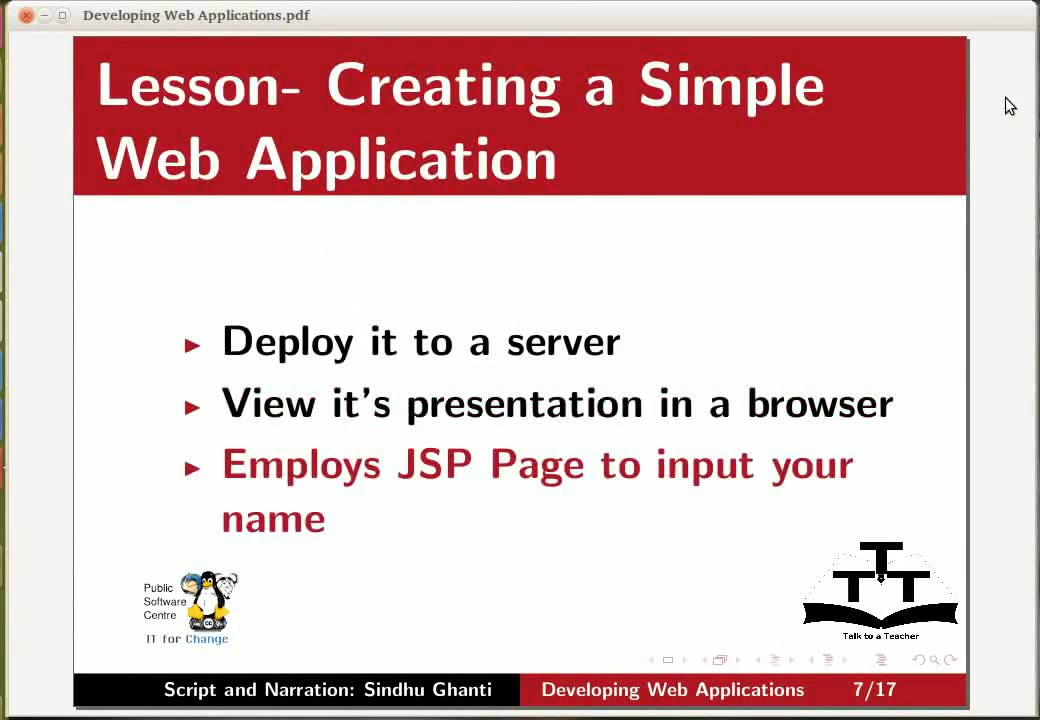 Developing Web Applications.pdf
Lesson- Creating a Simple
Web Application
Deploy it to a server
View it's presentation in a browser
Employs JSP Page to input your
name
Public
Software
Centre
IT for Change
T
T T
Talk to a Teacher
Script and Narration: Sindhu Ghanti Developing Web Applications 7/17